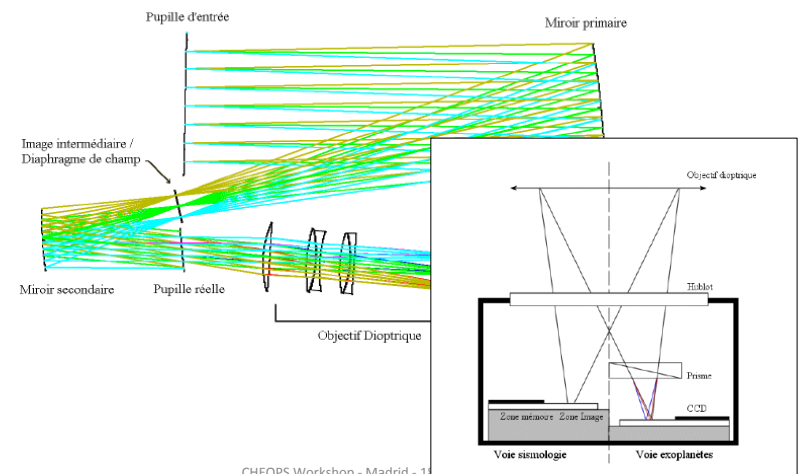 Pupille d'entrée
Miroir primaire
Image intermédiaire /
Diaphragme de champ
Miroir secondaire
Pupille réelle
Objectif Dioptrique
Objectif dioptrique
Hublot
Prisme
CCD
Zone mémoire Zone Image
Voie sismologie
Voie exoplanètes
CHEOPS Workshop - Madrid - 18